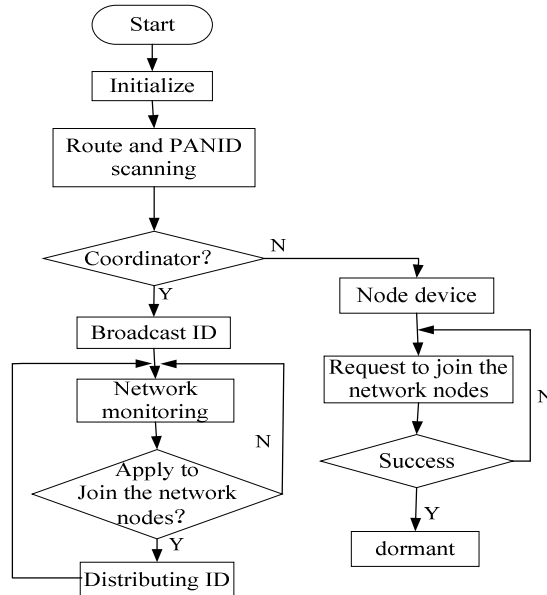 Start
Initialize
Route and PANID
scanning
Coordinator?
N
Y
Node device
Broadcast ID
Request to join the
network nodes
Network
monitoring
N
N
Success
Apply to
Join the network
nodes?
Y
Y
dormant
Distributing ID